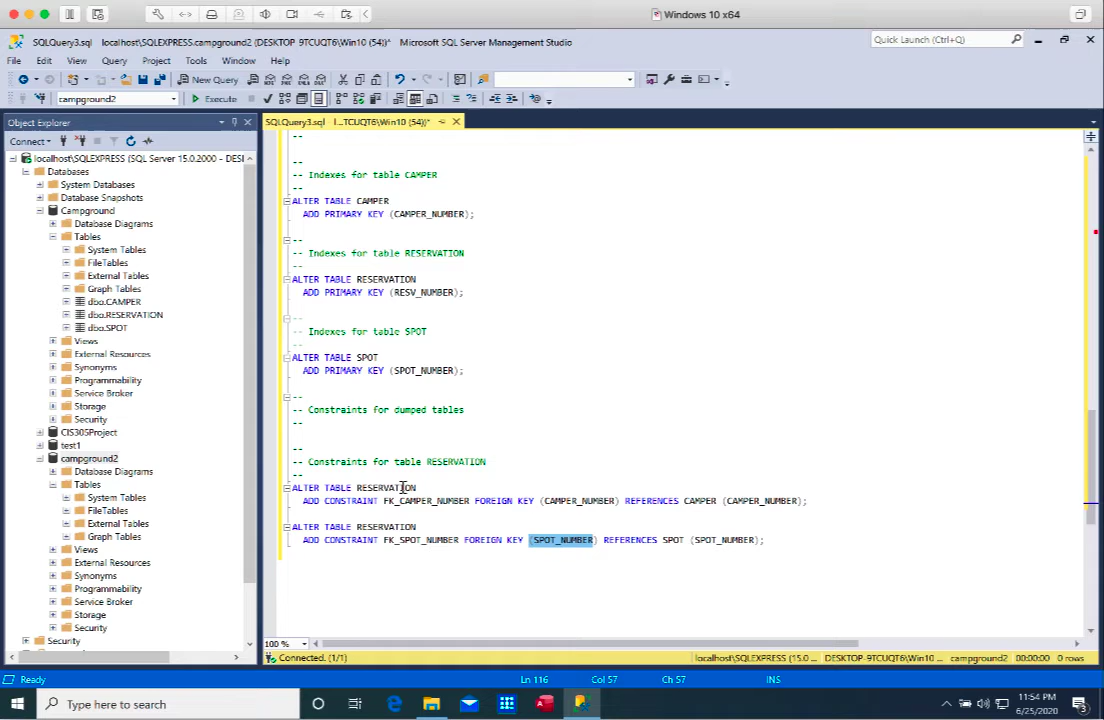 Windows 10 x64
SQLQuery3.sql localhost\SQLEXPRESS.campground2 (DESKTOP-9TCUQT6\Win10 (54))* - Microsoft SQL Server Management Studio
Quick Launch (Ctrl+Q)
File Edit View Query Project Tools Window Help
New Query
campground2 Execute
Object Explorer
SQLQuery3.sql l...TCUQT6\Win10 (54))*
Connect
localhost\SQLEXPRESS (SQL Server 15.0.2000 - DESI
Databases
System Databases
Database Snapshots
Campground
Database Diagrams
Tables
System Tables
FileTables
External Tables
Graph Tables
dbo.CAMPER
dbo.RESERVATION
dbo.SPOT
Views
External Resources
Synonyms
Programmability
Service Broker
Storage
Security
CIS305Project
test1
campground2
Database Diagrams
Tables
System Tables
FileTables
External Tables
Graph Tables
Views
External Resources
Synonyms
Programmability
Service Broker
Storage
Security
Security
--
--
-- Indexes for table CAMPER
--
ALTER TABLE CAMPER
ADD PRIMARY KEY (CAMPER_NUMBER);
--
-- Indexes for table RESERVATION
--
ALTER TABLE RESERVATION
ADD PRIMARY KEY (RESV_NUMBER);
--
-- Indexes for table SPOT
--
ALTER TABLE SPOT
ADD PRIMARY KEY (SPOT_NUMBER);
--
-- Constraints for dumped tables
--
--
-- Constraints for table RESERVATION
--
ALTER TABLE RESERVATION
ADD CONSTRAINT FK_CAMPER_NUMBER FOREIGN KEY (CAMPER_NUMBER) REFERENCES CAMPER (CAMPER_NUMBER);
ALTER TABLE RESERVATION
ADD CONSTRAINT FK_SPOT_NUMBER FOREIGN KEY (SPOT_NUMBER) REFERENCES SPOT (SPOT_NUMBER);
100 %
Connected. (1/1)
localhost\SQLEXPRESS (15.0 ... DESKTOP-9TCUQT6\Win10 ... campground2 00:00:00 0 rows
Ready Ln 116 Col 57 Ch 57 INS
Type here to search
11:54 PM
6/25/2020
3